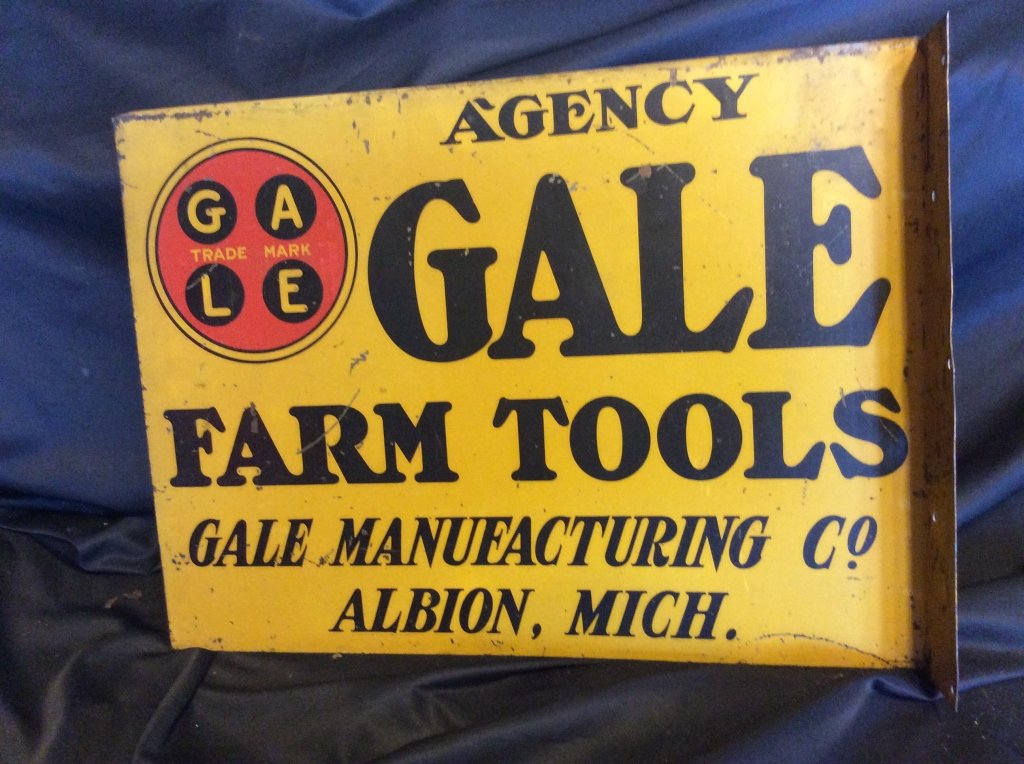 AGENCY
G A
TRADE MARK
L E
GALE
FARM TOOLS
GALE MANUFACTURING Co.
ALBION, MICH.